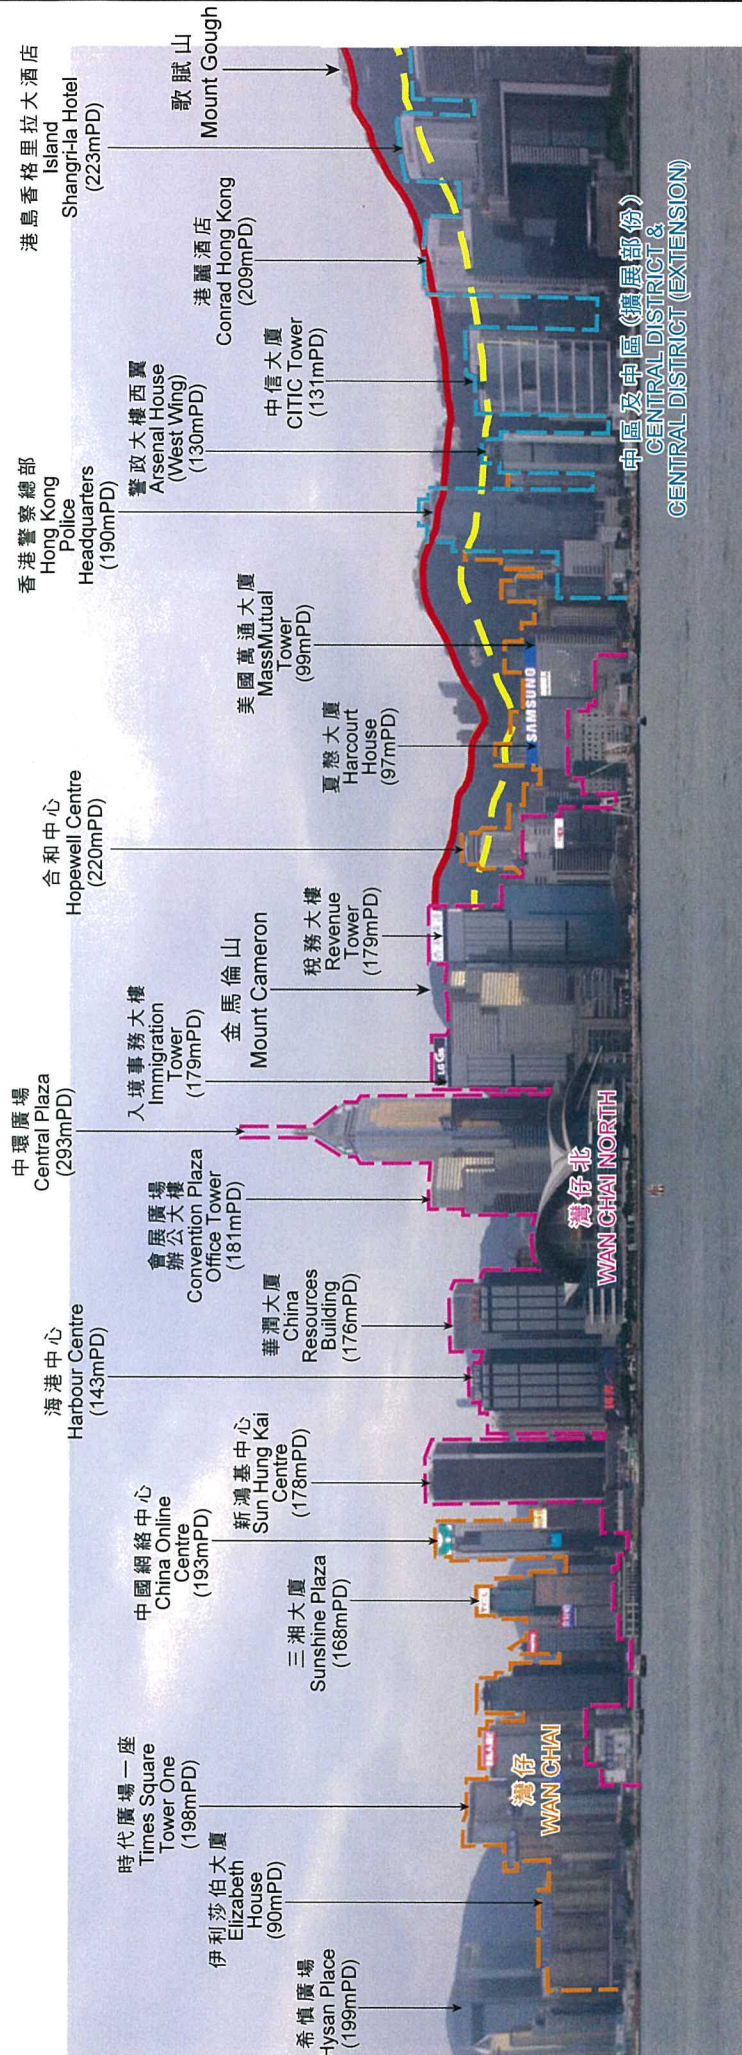 希慎廣場
Hysan Place
(199mPD)
伊利莎伯大廈
Elizabeth
House
(90mPD)
時代廣場一座
Times Square
Tower One
(198mPD)
三湘大廈
Sunshine Plaza
(168mPD)
中國網絡中心
China Online
Centre
(193mPD)
新鴻基中心
Sun Hung Kai
Centre
(178mPD)
海港中心
Harbour Centre
(143mPD)
華潤大廈
China
Resources
Building
(176mPD)
會展廣場
辦公大樓
Convention Plaza
Office Tower
(181mPD)
中環廣場
Central Plaza
(293mPD)
入境事務大樓
Immigration
Tower
(179mPD)
金馬倫山
Mount Cameron
稅務大樓
Revenue
Tower
(179mPD)
合和中心
Hopewell Centre
(220mPD)
夏慤大廈
Harcourt
House
(97mPD)
美國萬通大廈
MassMutual
Tower
(99mPD)
香港警察總部
Hong Kong
Police
Headquarters
(190mPD)
警政大樓西翼
Arsenal House
(West Wing)
(130mPD)
中信大廈
CITIC Tower
(131mPD)
港麗酒店
Conrad Hong Kong
(209mPD)
港島香格里拉大酒店
Island
Shangri-la Hotel
(223mPD)
歌賦山
Mount Gough
灣仔
WAN CHAI
灣仔北
WAN CHAI NORTH
中區及中區(擴展部份)
CENTRAL DISTRICT &
CENTRAL DISTRICT (EXTENSION)
SAMSUNG